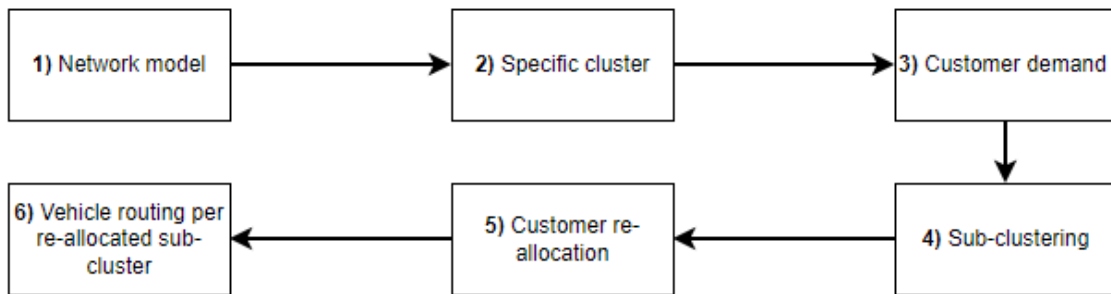 1) Network model
2) Specific cluster
3) Customer demand
6) Vehicle routing per
re-allocated sub-
cluster
5) Customer re-
allocation
4) Sub-clustering